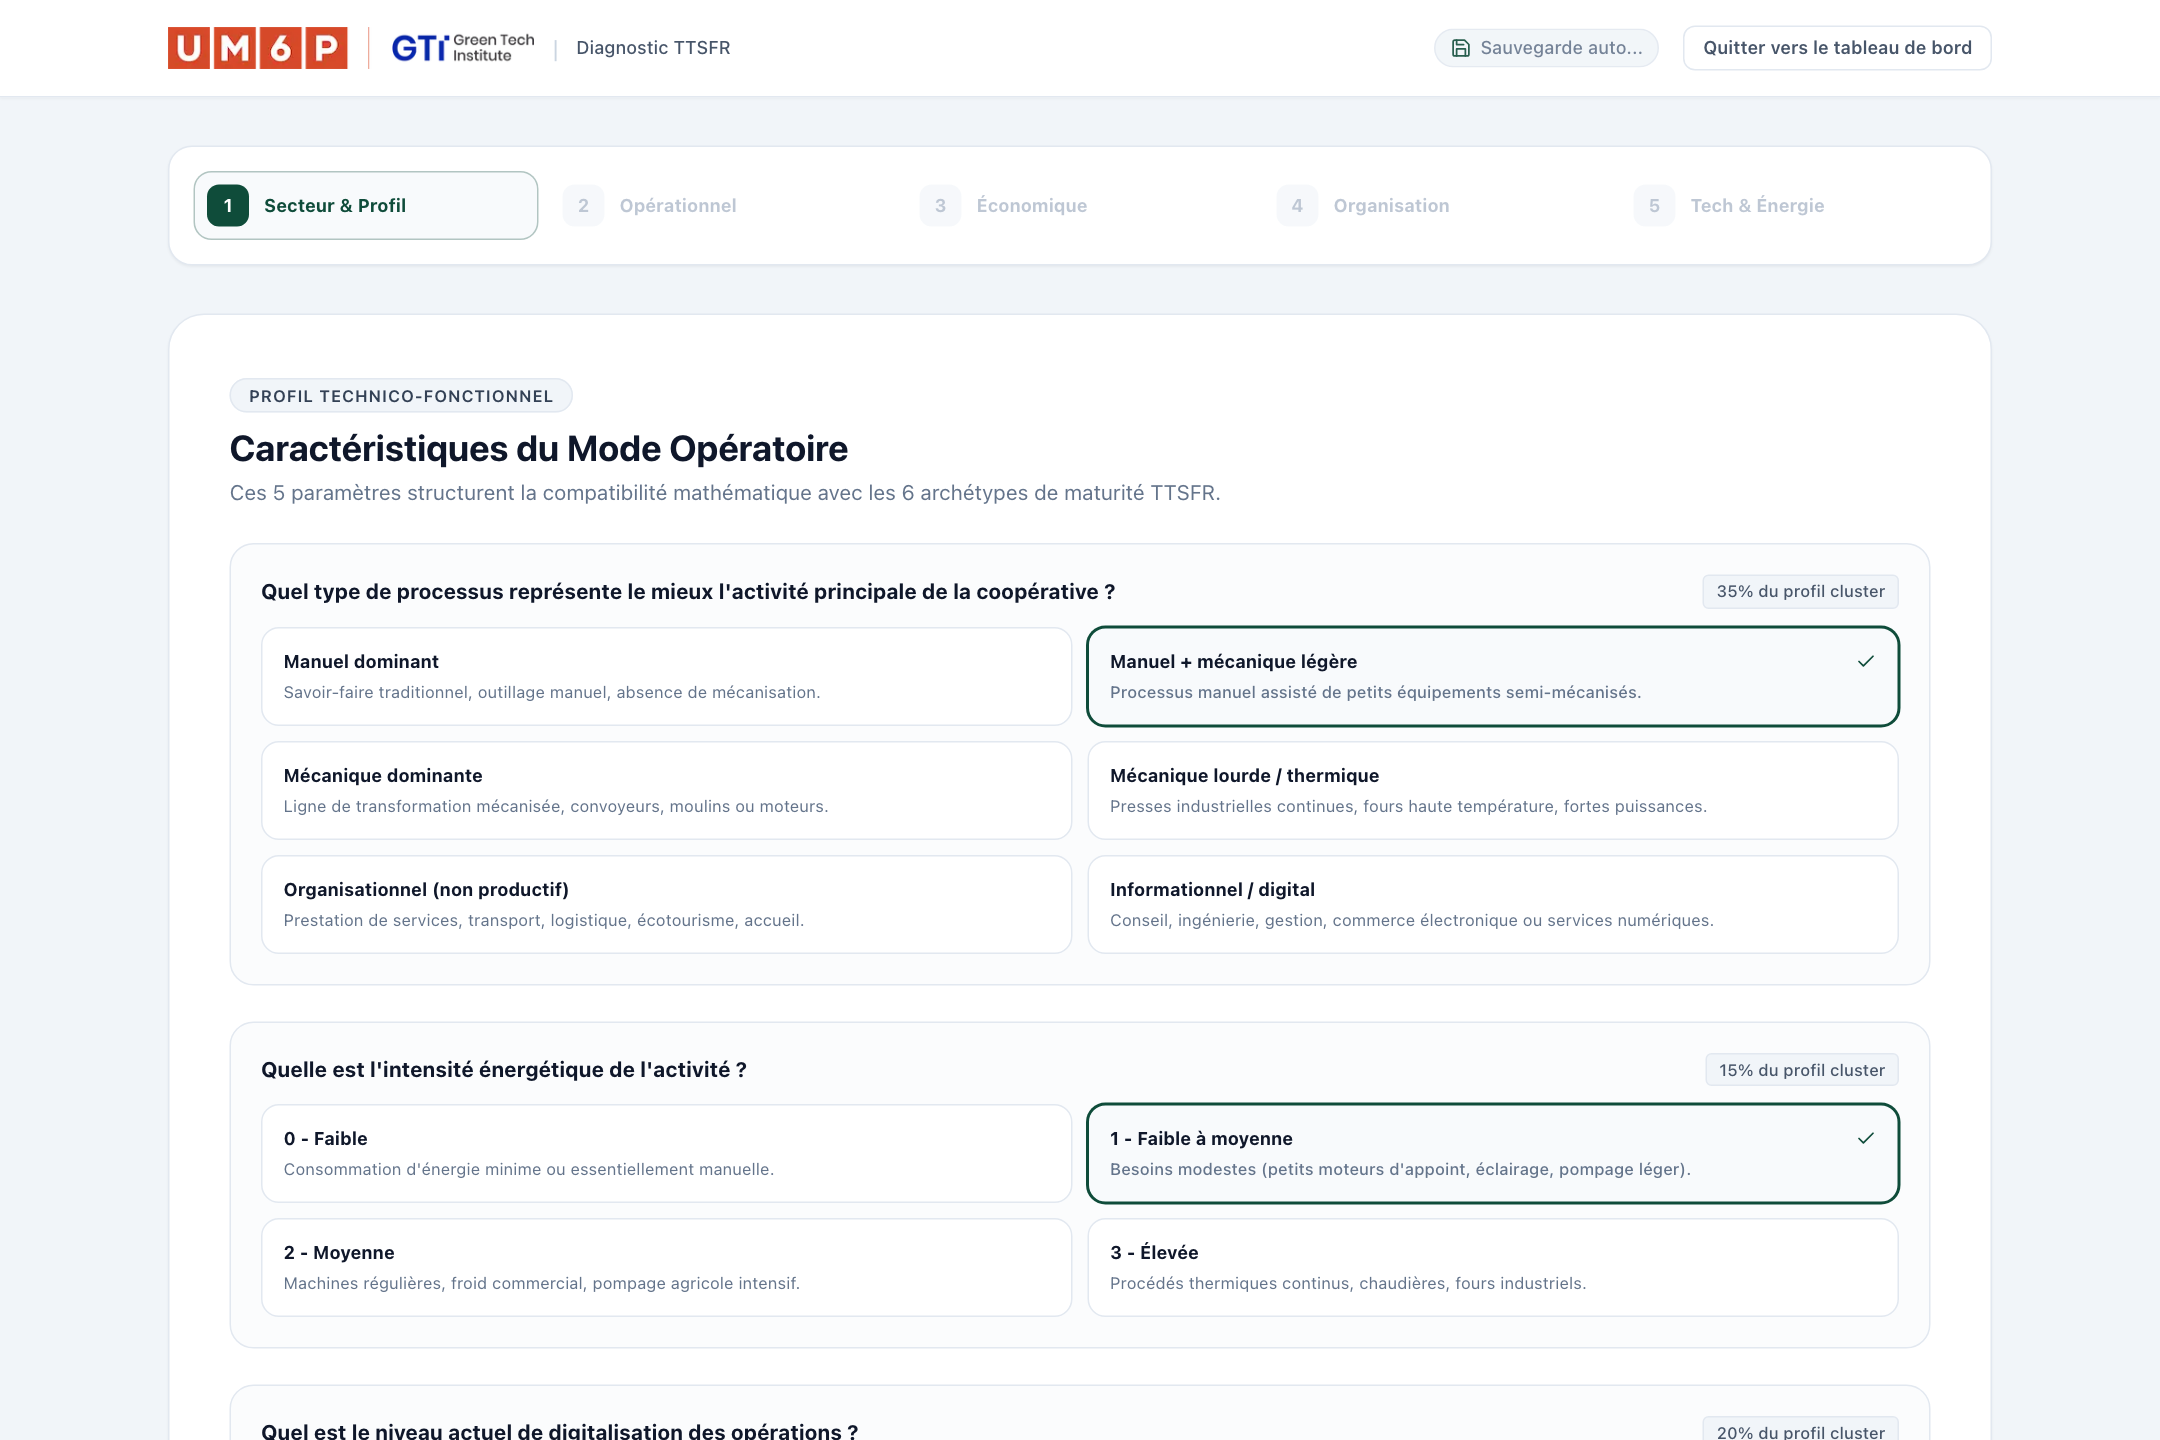 UM6P
GTi Green Tech Institute
Diagnostic TTSFR
Sauvegarde auto...
Quitter vers le tableau de bord
1 Secteur & Profil
2 Opérationnel
3 Économique
4 Organisation
5 Tech & Énergie
PROFIL TECHNICO-FONCTIONNEL
Caractéristiques du Mode Opératoire
Ces 5 paramètres structurent la compatibilité mathématique avec les 6 archétypes de maturité TTSFR.
Quel type de processus représente le mieux l'activité principale de la coopérative ?
35% du profil cluster
Manuel dominant
Savoir-faire traditionnel, outillage manuel, absence de mécanisation.
Manuel + mécanique légère
Processus manuel assisté de petits équipements semi-mécanisés.
Mécanique dominante
Ligne de transformation mécanisée, convoyeurs, moulins ou moteurs.
Mécanique lourde / thermique
Presses industrielles continues, fours haute température, fortes puissances.
Organisationnel (non productif)
Prestation de services, transport, logistique, écotourisme, accueil.
Informationnel / digital
Conseil, ingénierie, gestion, commerce électronique ou services numériques.
Quelle est l'intensité énergétique de l'activité ?
15% du profil cluster
0 - Faible
Consommation d'énergie minime ou essentiellement manuelle.
1 - Faible à moyenne
Besoins modestes (petits moteurs d'appoint, éclairage, pompage léger).
2 - Moyenne
Machines régulières, froid commercial, pompage agricole intensif.
3 - Élevée
Procédés thermiques continus, chaudières, fours industriels.
Quel est le niveau actuel de digitalisation des opérations ?
20% du profil cluster